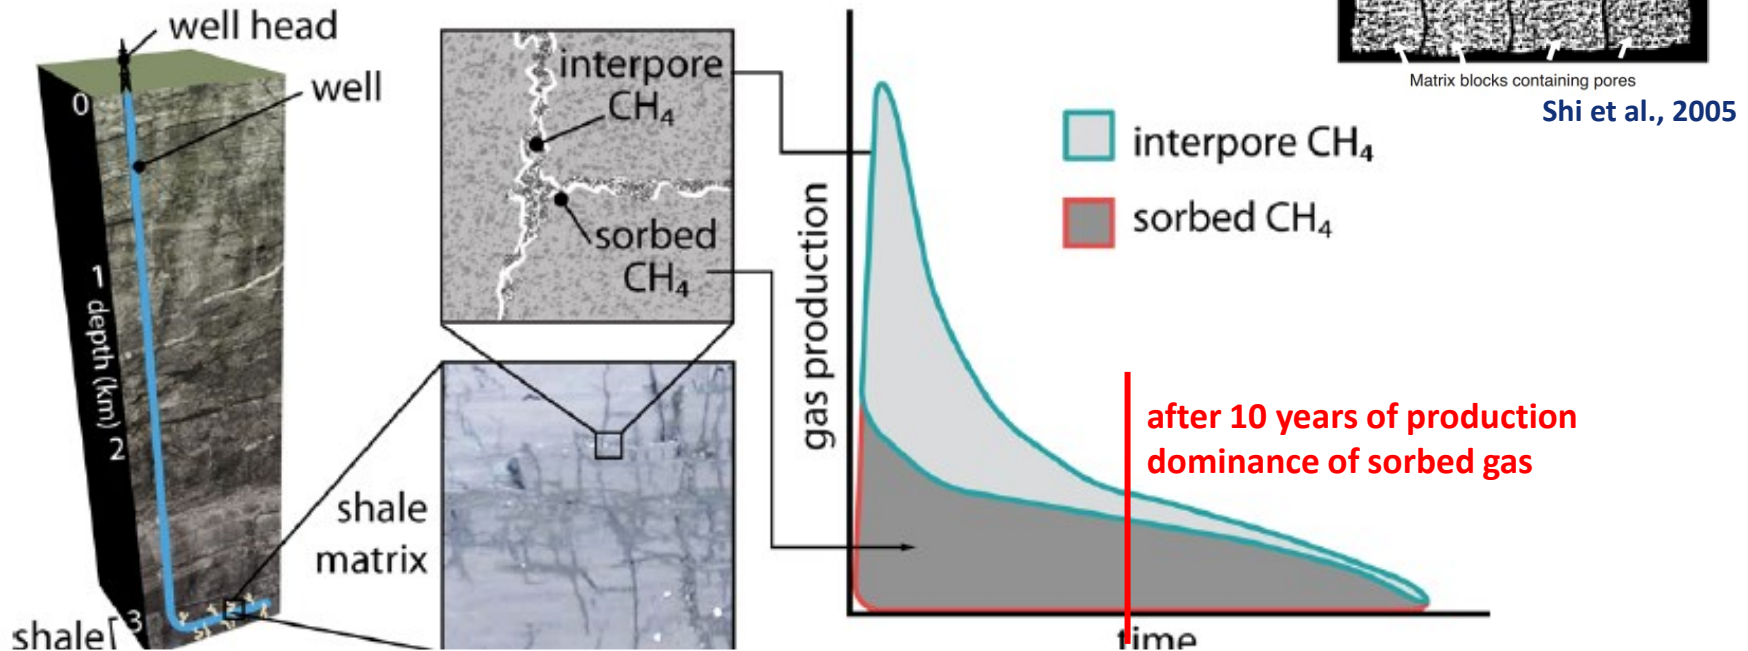 well head
well
0
1
depth (km)
2
3
shale
interpore
CH₄
sorbed
CH₄
shale
matrix
gas production
time
interpore CH₄
sorbed CH₄
after 10 years of production
dominance of sorbed gas
Matrix blocks containing pores
Shi et al., 2005